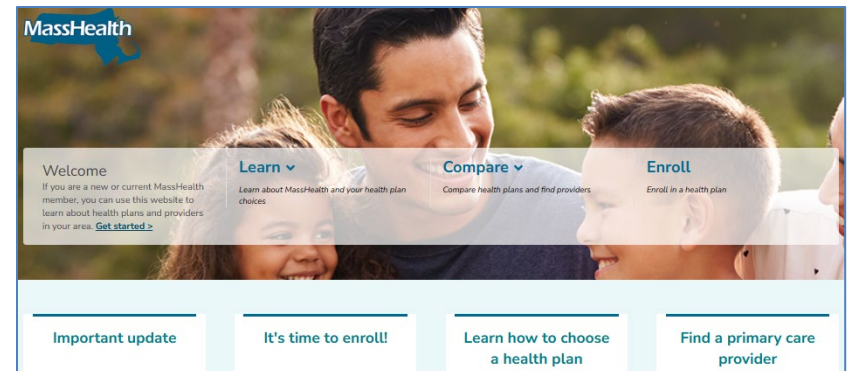 MassHealth
Welcome
If you are a new or current MassHealth
member, you can use this website to
learn about health plans and providers
in your area. Get started >
Learn
Learn about MassHealth and your health plan
choices
Compare
Compare health plans and find providers
Enroll
Enroll in a health plan
Important update
It's time to enroll!
Learn how to choose
a health plan
Find a primary care
provider